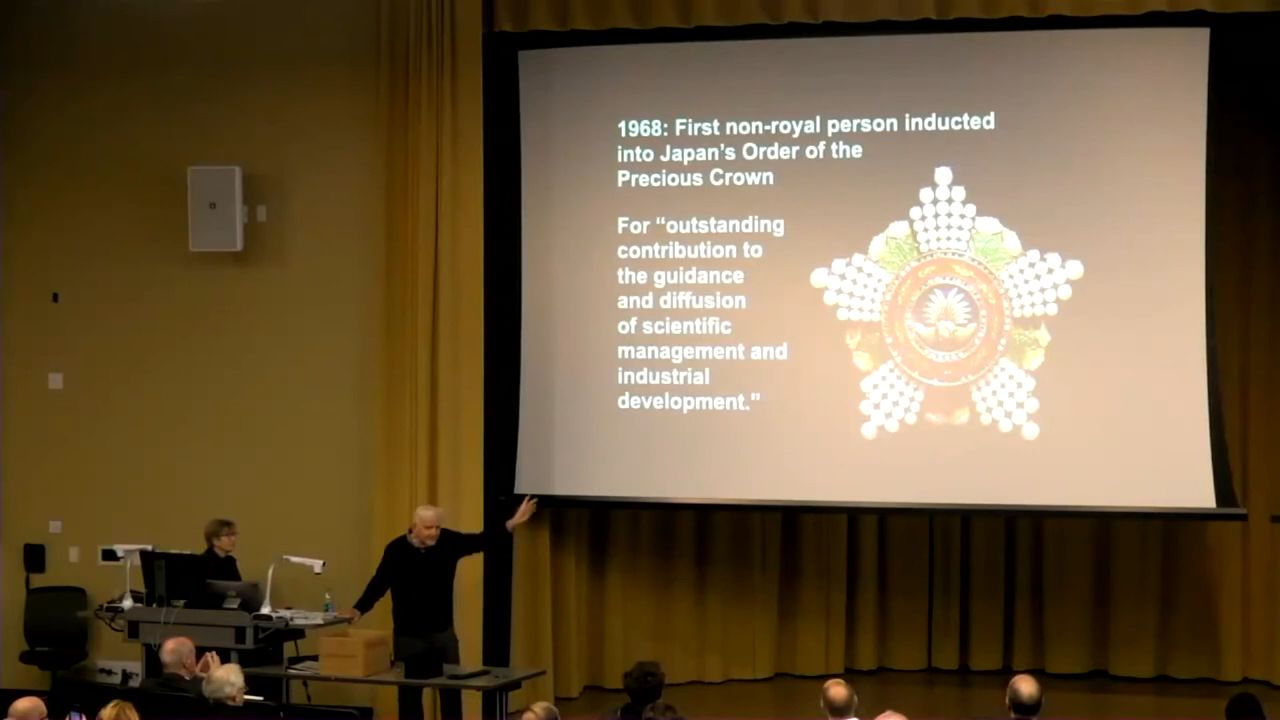 1968: First non-royal person inducted
into Japan's Order of the
Precious Crown
For “outstanding
contribution to
the guidance
and diffusion
of scientific
management and
industrial
development.”